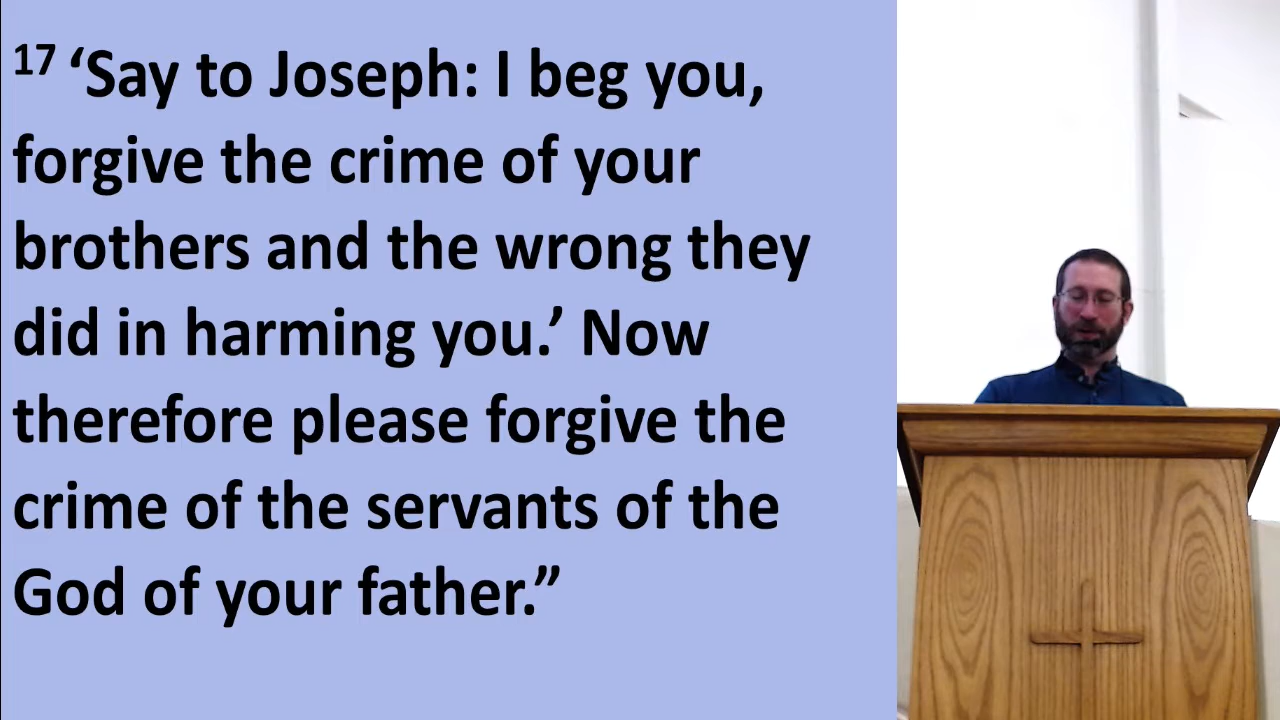 17 ‘Say to Joseph: I beg you,
forgive the crime of your
brothers and the wrong they
did in harming you.’ Now
therefore please forgive the
crime of the servants of the
God of your father.”